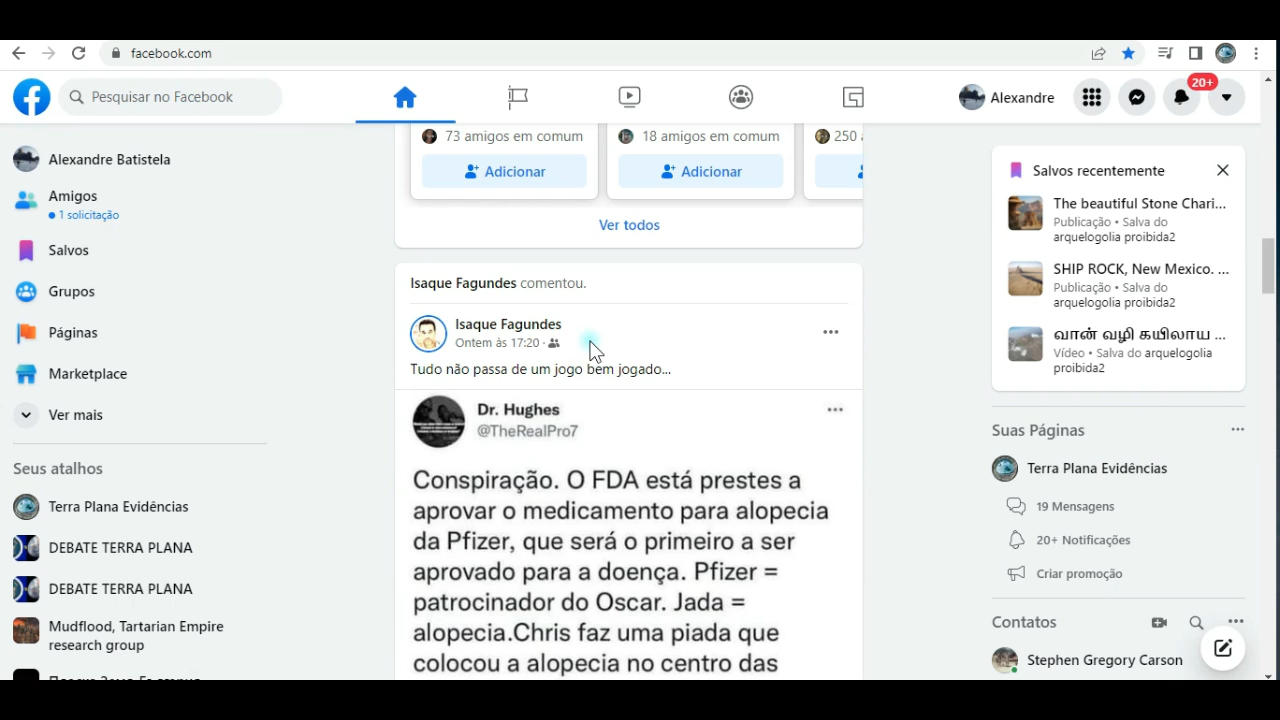 facebook.com
Pesquisar no Facebook
Alexandre
20+
Alexandre Batistela
Amigos
1 solicitação
Salvos
Grupos
Páginas
Marketplace
Ver mais
Seus atalhos
Terra Plana Evidências
DEBATE TERRA PLANA
DEBATE TERRA PLANA
Mudflood, Tartarian Empire
research group
73 amigos em comum
18 amigos em comum
250
Adicionar
Adicionar
Ver todos
Isaque Fagundes comentou.
Isaque Fagundes
Ontem às 17:20 ·
Tudo não passa de um jogo bem jogado...
Dr. Hughes
@TheRealPro7
Conspiração. O FDA está prestes a
aprovar o medicamento para alopecia
da Pfizer, que será o primeiro a ser
aprovado para a doença. Pfizer =
patrocinador do Oscar. Jada =
alopecia.Chris faz uma piada que
colocou a alopecia no centro das
Salvos recentemente
The beautiful Stone Chari...
Publicação • Salva do
arquelogolia proibida2
SHIP ROCK, New Mexico. ...
Publicação • Salva do
arquelogolia proibida2
வான் வழி கயிலாய ...
Vídeo • Salva do arquelogolia
proibida2
Suas Páginas
Terra Plana Evidências
19 Mensagens
20+ Notificações
Criar promoção
Contatos
Stephen Gregory Carson